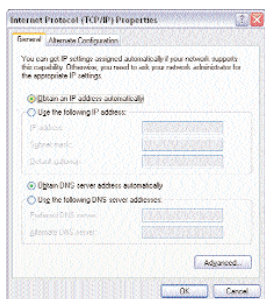 Internet Protocol (TCP/IP) Properties
General
Alternate Configuration
You can get IP settings assigned automatically if your network supports
this capability. Otherwise, you need to ask your network administrator for
the appropriate IP settings.
Obtain an IP address automatically
Use the following IP address:
IP address:
Subnet mask:
Default gateway:
Obtain DNS server address automatically
Use the following DNS server addresses:
Preferred DNS server:
Alternate DNS server:
Advanced...
OK
Cancel